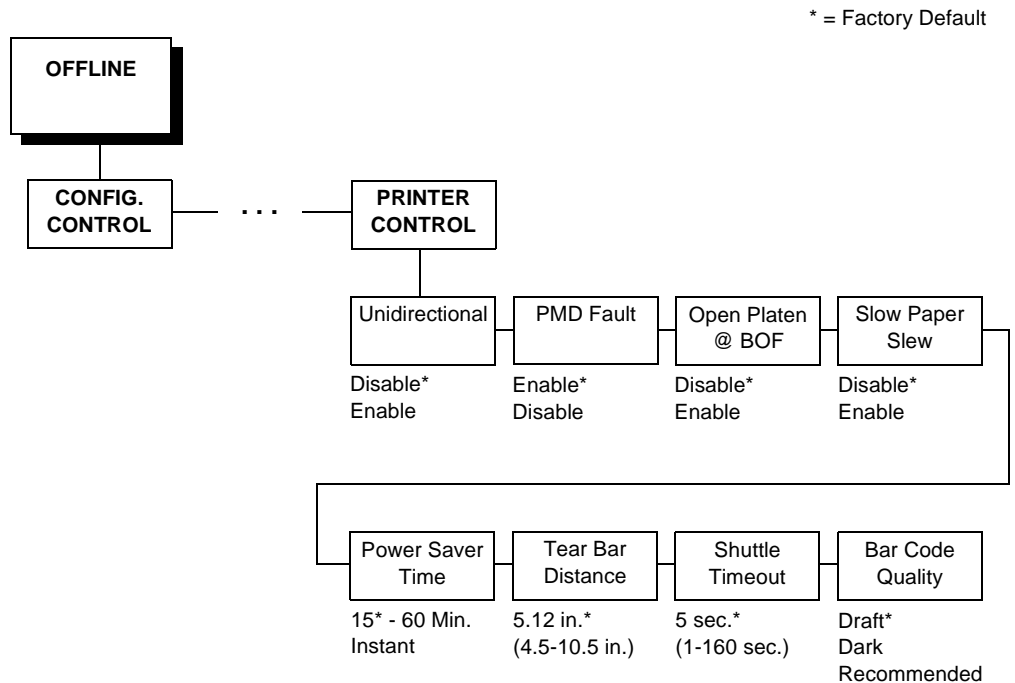 * = Factory Default
OFFLINE
CONFIG.
CONTROL
. . .
PRINTER
CONTROL
Unidirectional
Disable*
Enable
PMD Fault
Enable*
Disable
Open Platen
@ BOF
Disable*
Enable
Slow Paper
Slew
Disable*
Enable
Power Saver
Time
15* - 60 Min.
Instant
Tear Bar
Distance
5.12 in.*
(4.5-10.5 in.)
Shuttle
Timeout
5 sec.*
(1-160 sec.)
Bar Code
Quality
Draft*
Dark
Recommended